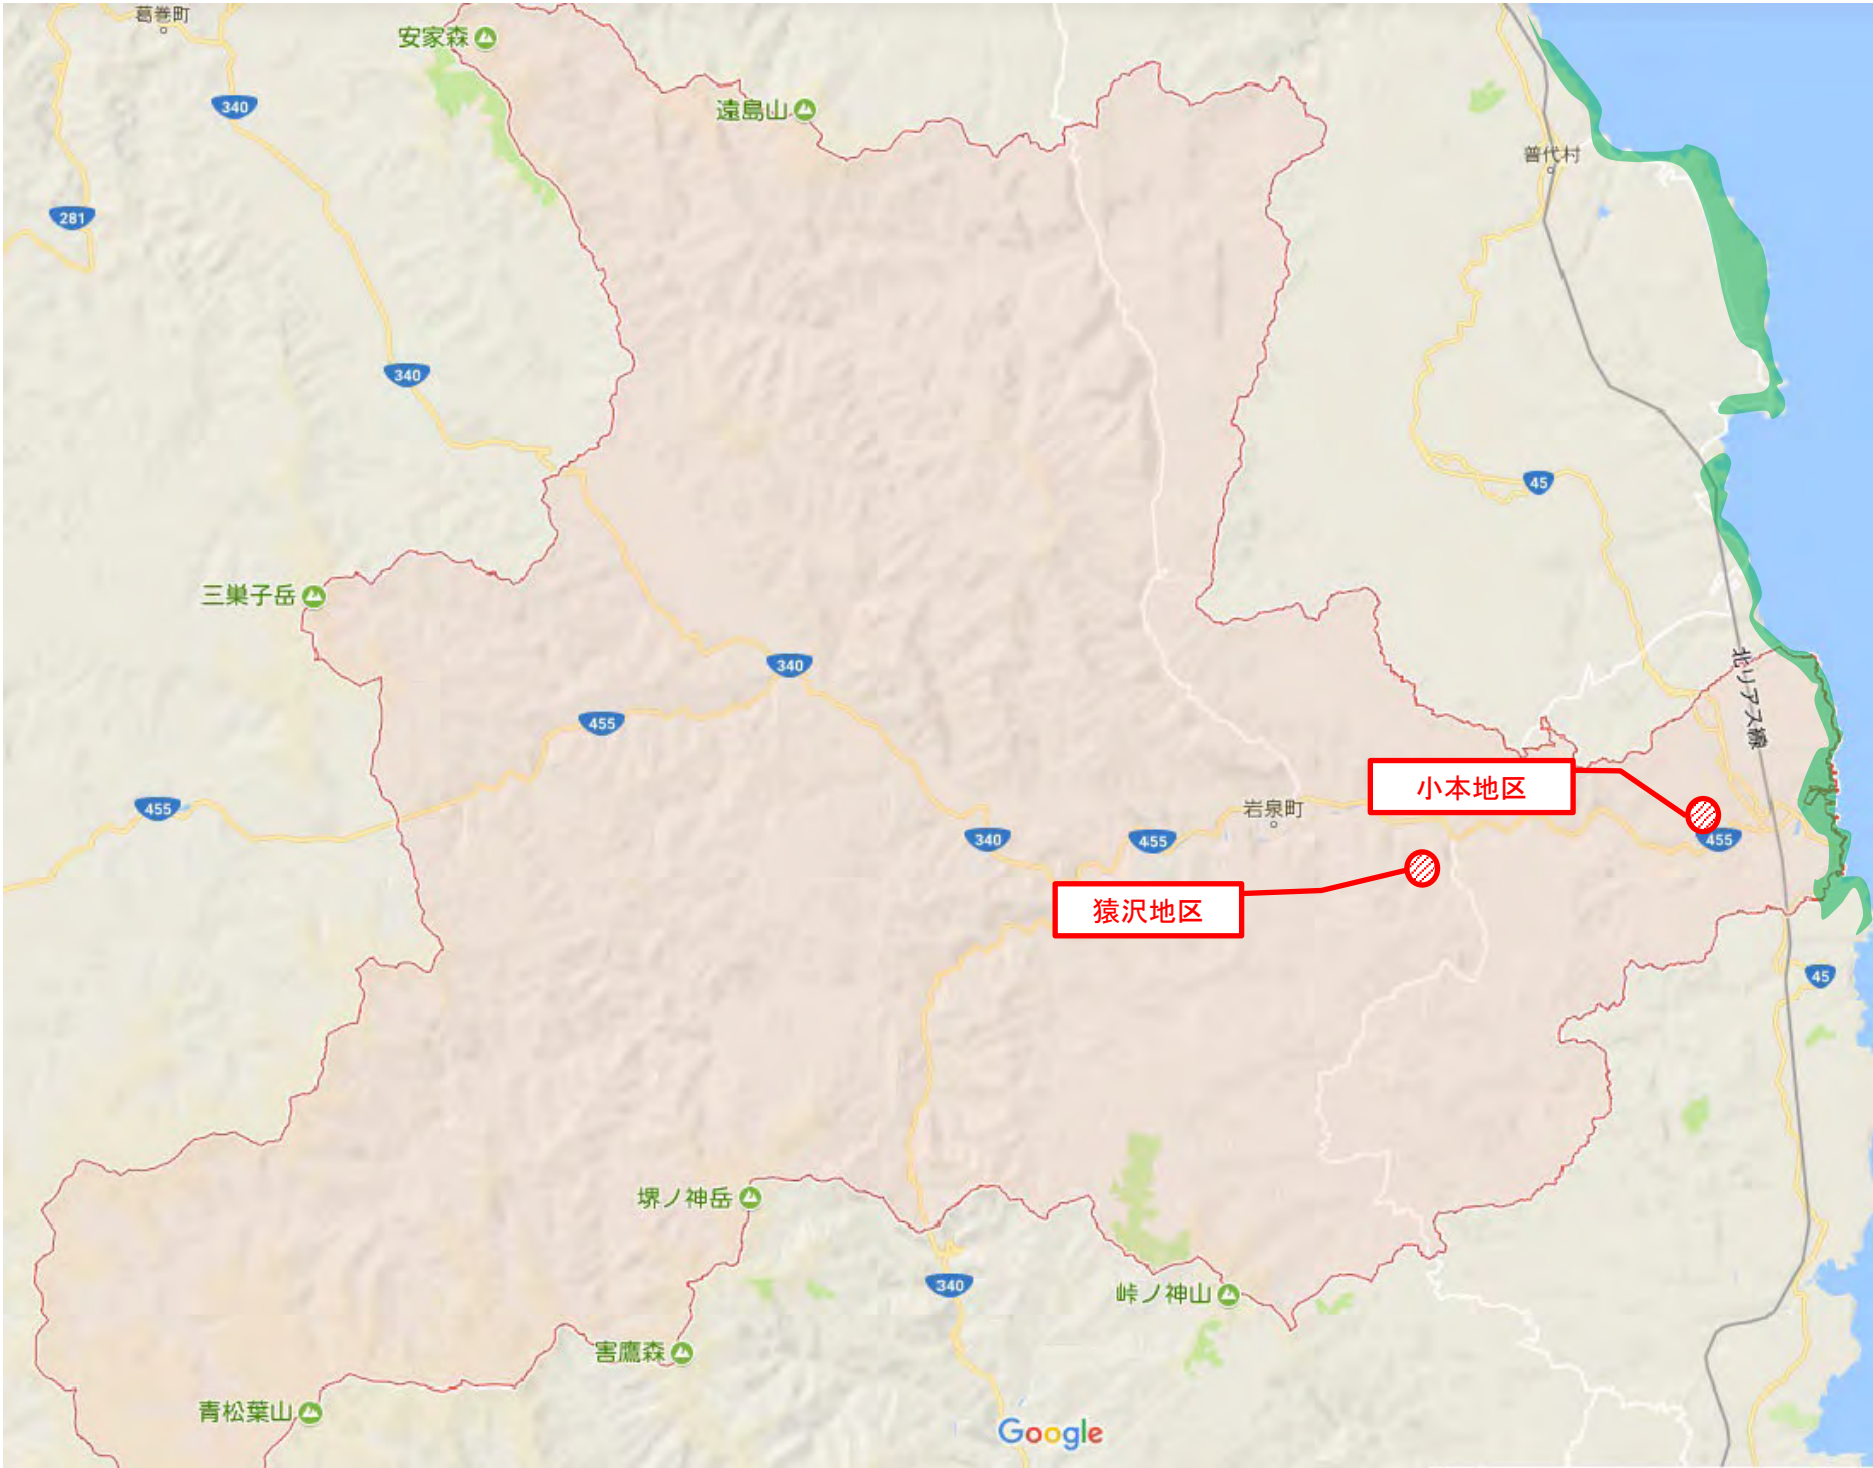 葛巻町
安家森
340
遠島山
普代村
281
340
45
三巣子岳
340
北リアス線
455
455
小本地区
岩泉町
340
455
455
猿沢地区
45
堺ノ神岳
340
峠ノ神山
害鷹森
青松葉山
Google